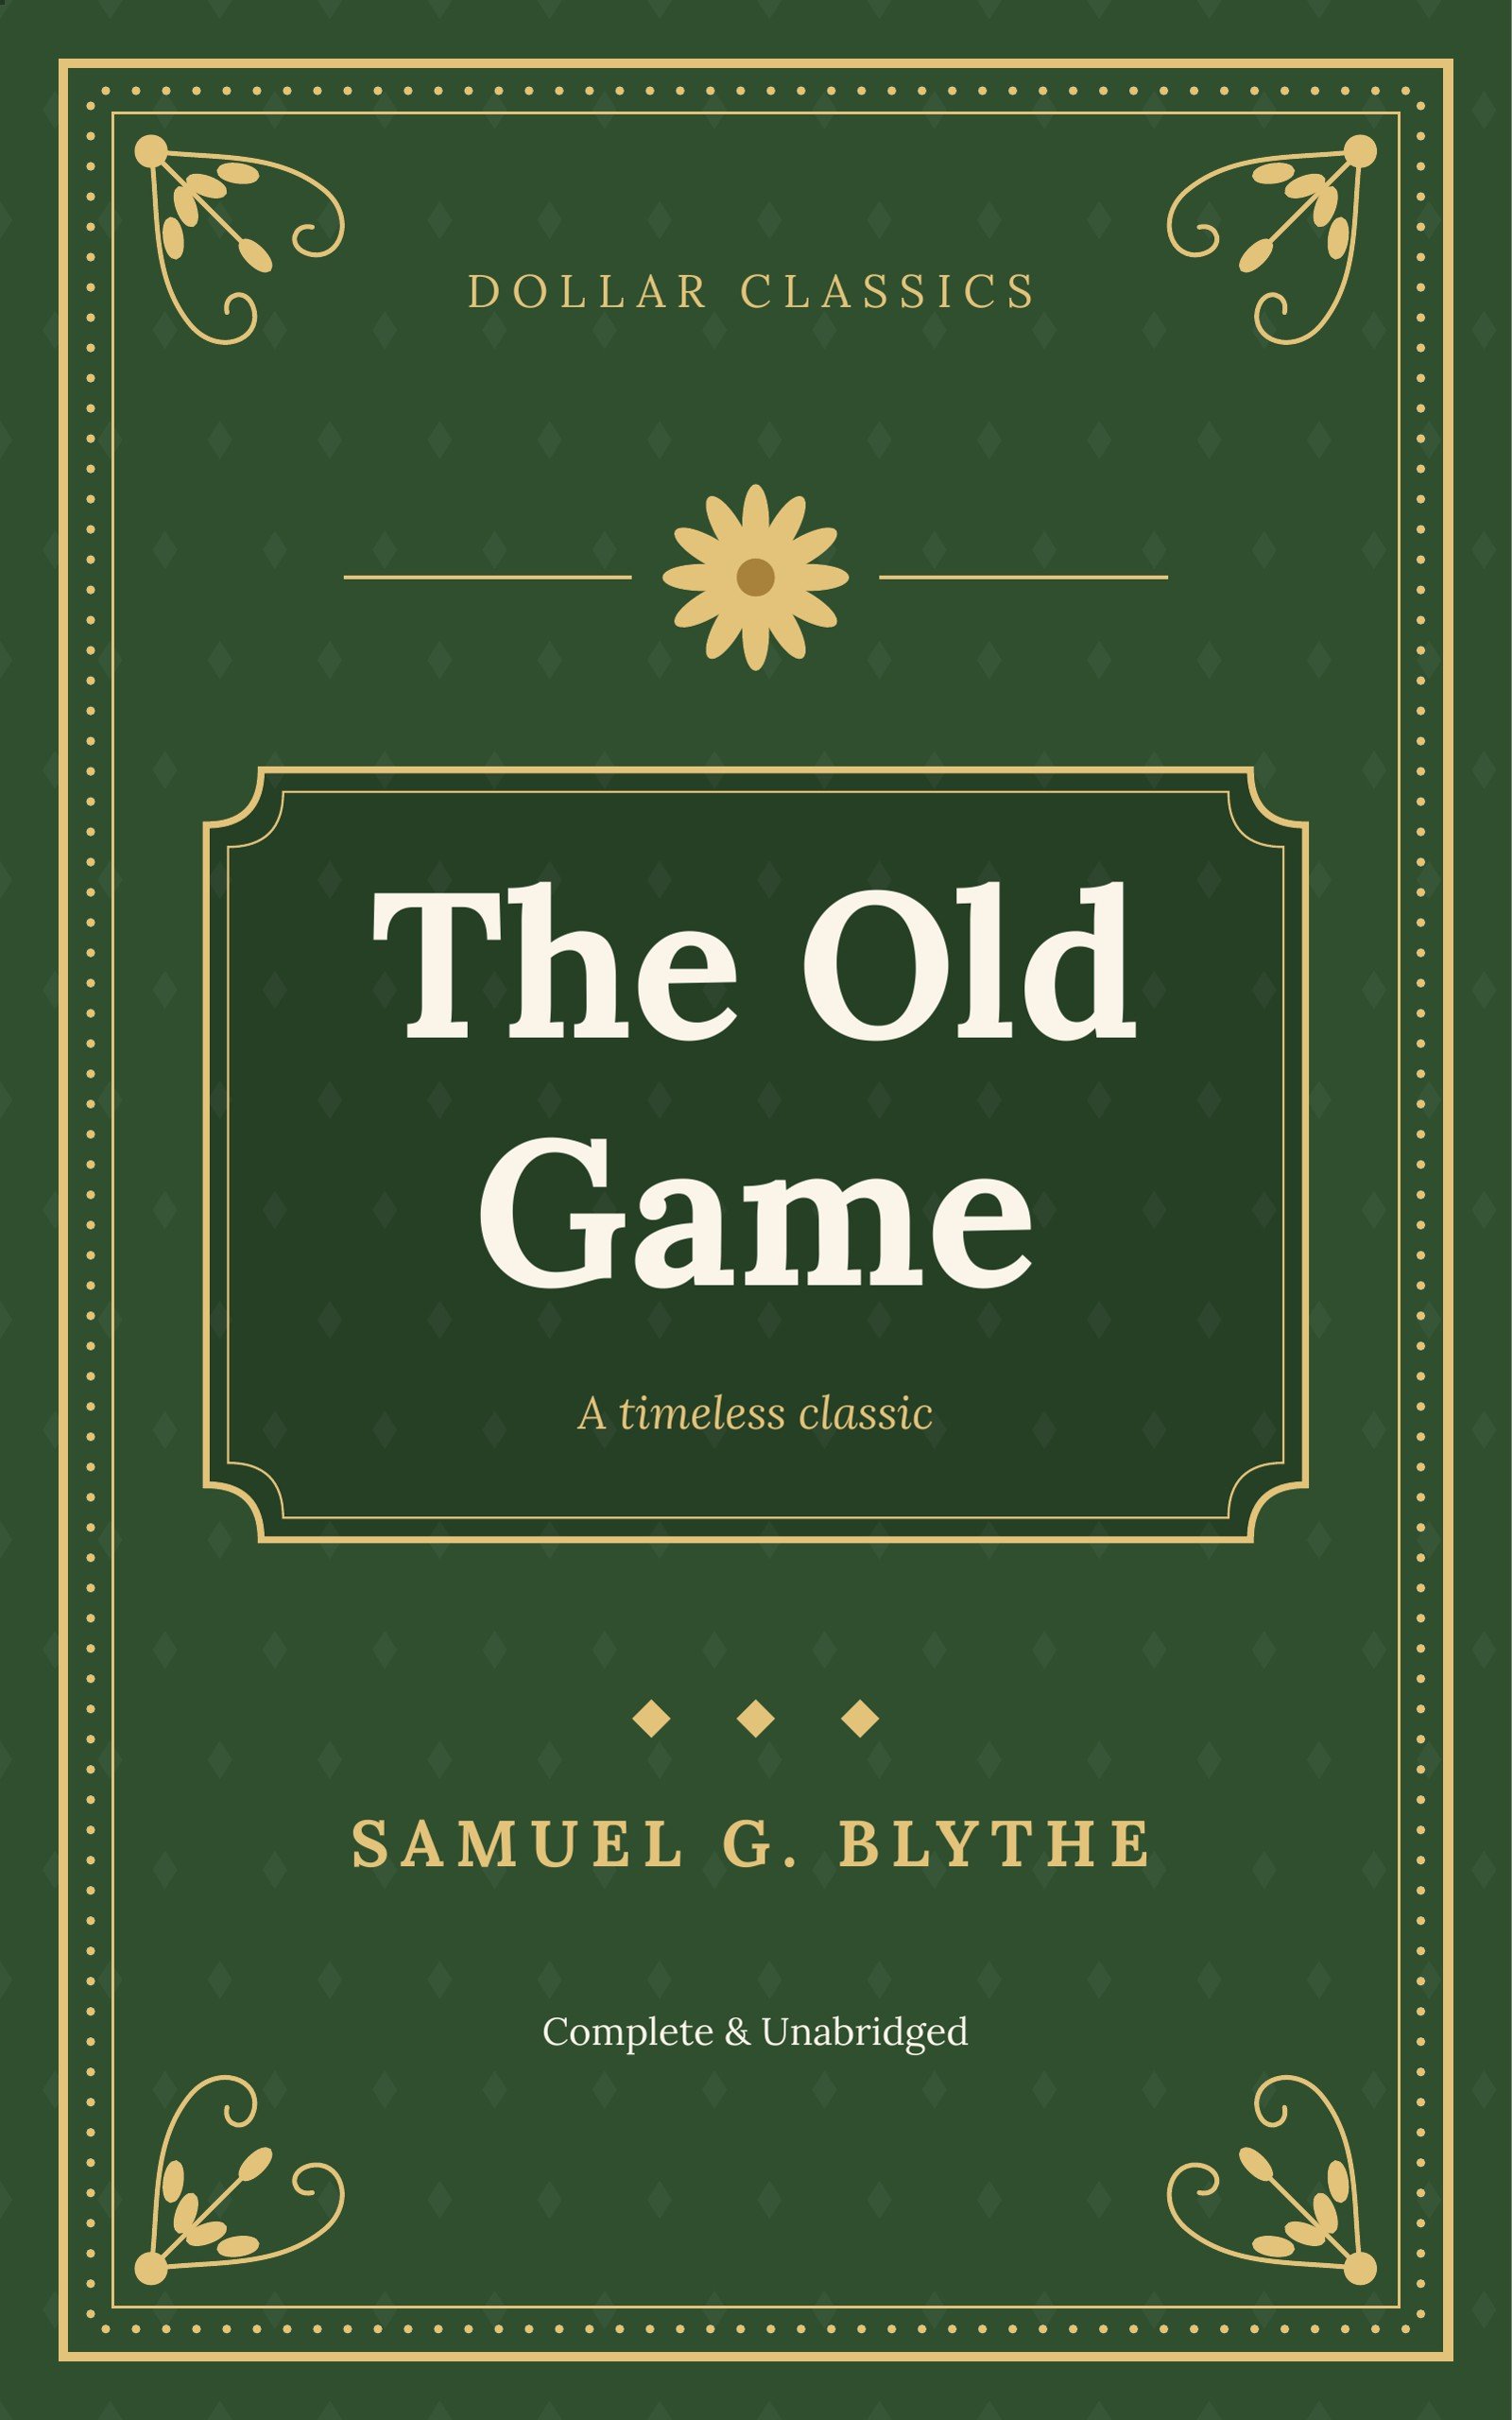 DOLLAR CLASSICS
The Old
Game
A timeless classic
SAMUEL G. BLYTHE
Complete & Unabridged